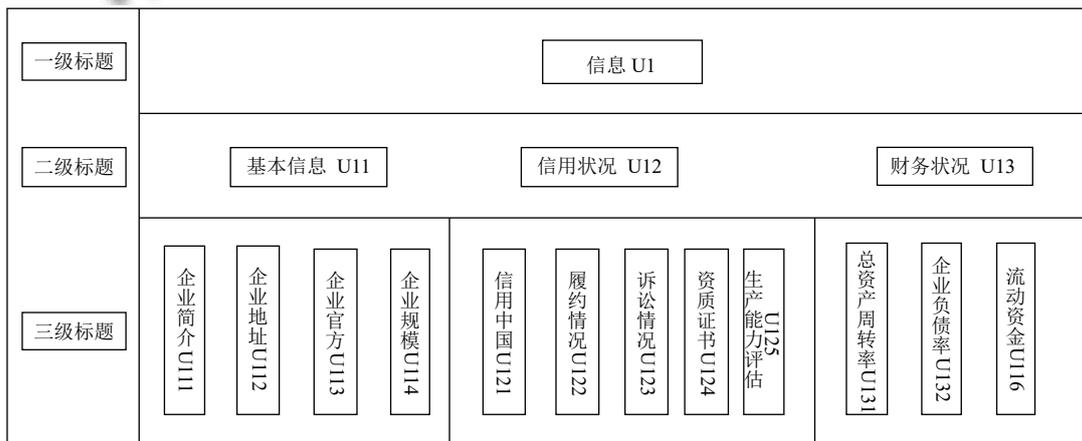 一级标题
信息 U1
二级标题
基本信息 U11
信用状况 U12
财务状况 U13
三级标题
企业简介U111
企业地址U112
企业官方U113
企业规模U114
信用中国U121
履约情况U122
诉讼情况U123
资质证书U124
生产能力评估
U125
总资产周转率U131
企业负债率U132
流动资金U116